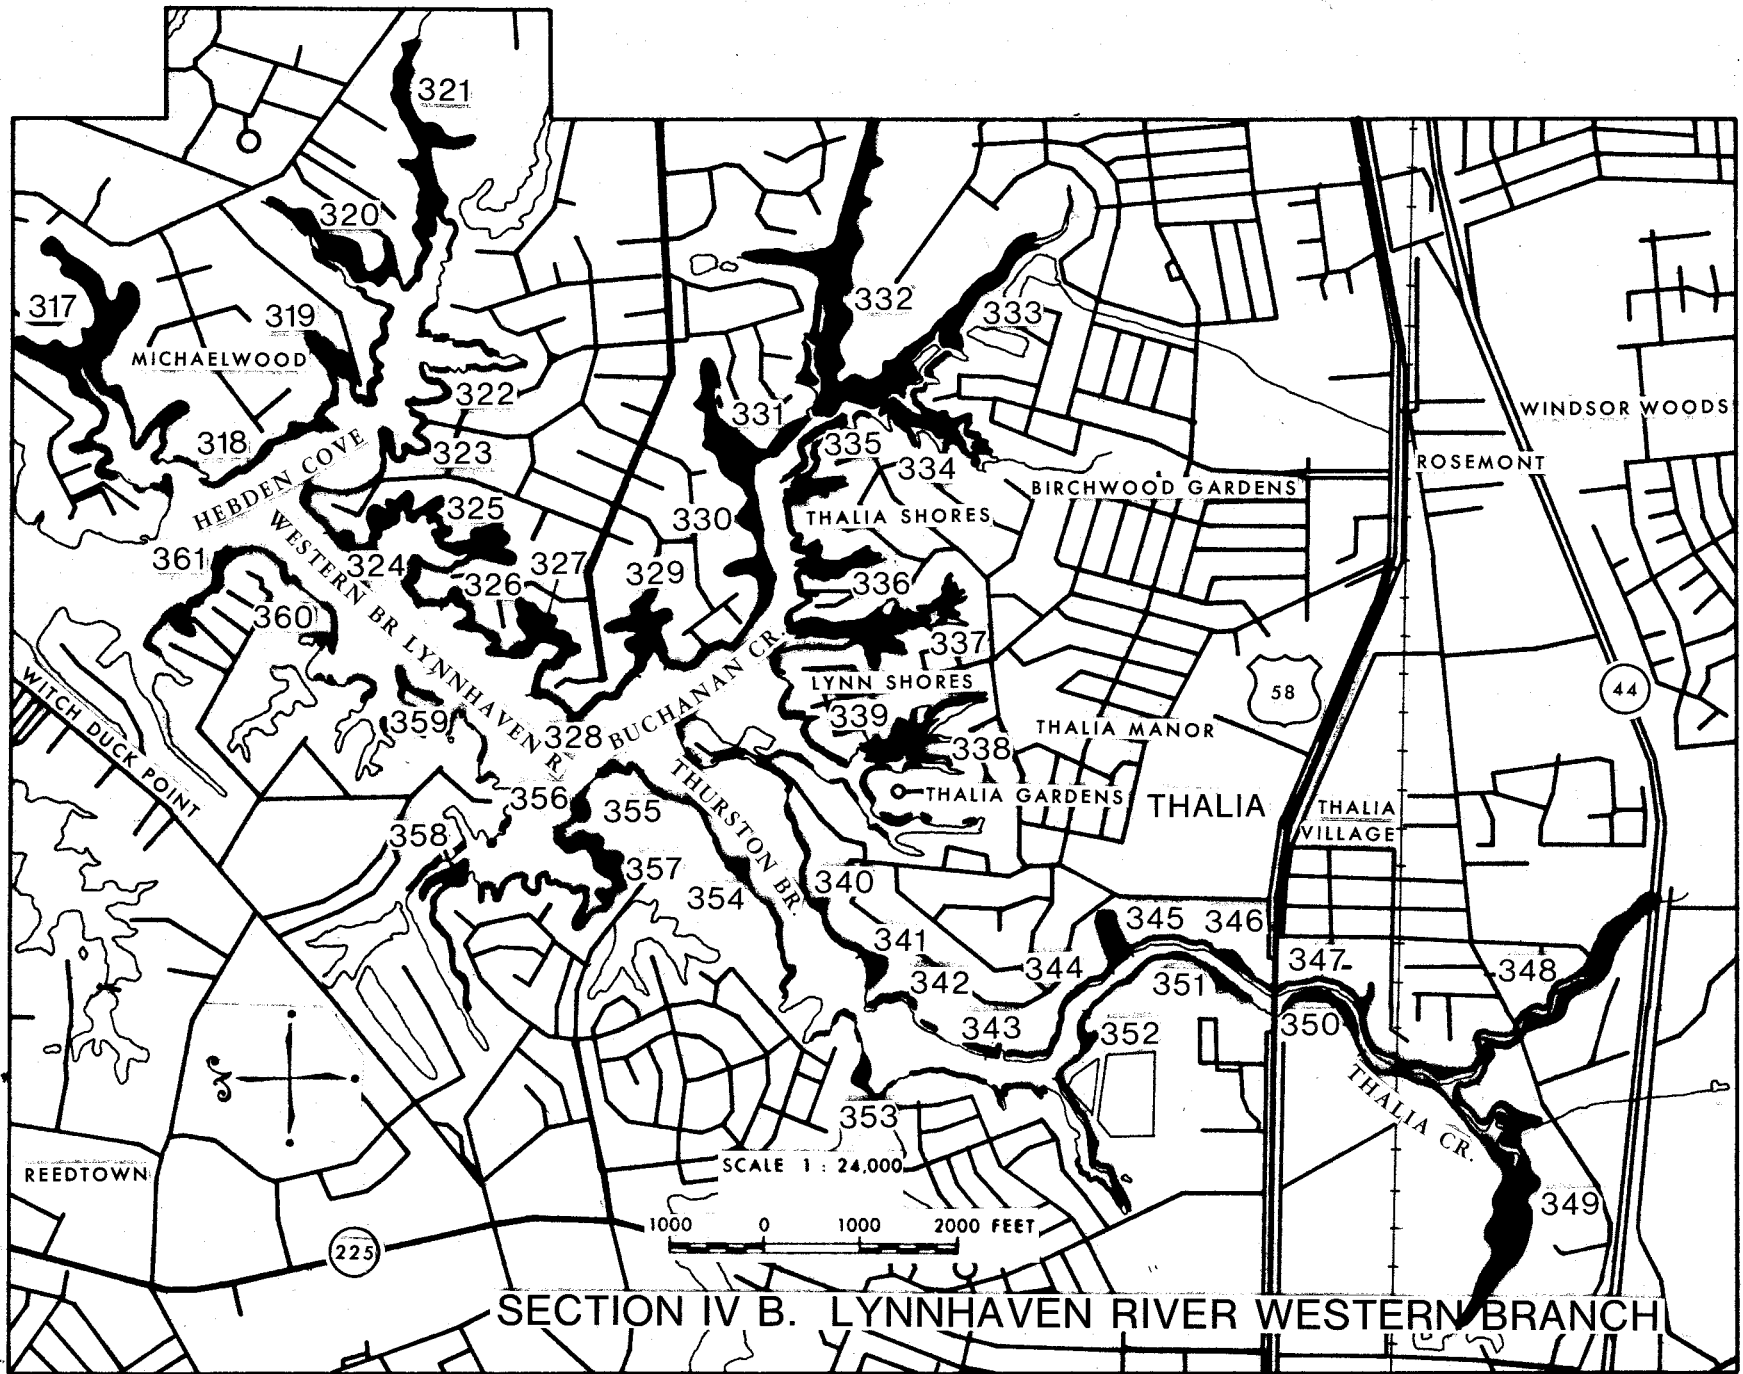 321
320
317
319
MICHAELWOOD
332
333
322
331
318
323
335
334
HEBDEN COVE
WINDSOR WOODS
ROSEMONT
BIRCHWOOD GARDENS
325
330
THALIA SHORES
361
324
326
327
329
336
WESTERN BR LYNNHAVEN R.
360
337
LYNN SHORES
BUCHANAN CR.
58
44
WITCH DUCK POINT
359
328
339
338
THALIA MANOR
THURSTON BR.
356
355
THALIA GARDENS
THALIA
THALIA
VILLAGE
358
357
354
340
345
346
341
342
344
351
347
348
343
352
350
THALIA CR.
353
REEDTOWN
SCALE 1 : 24,000
349
1000 0 1000 2000 FEET
225
SECTION IV B. LYNNHAVEN RIVER WESTERN BRANCH